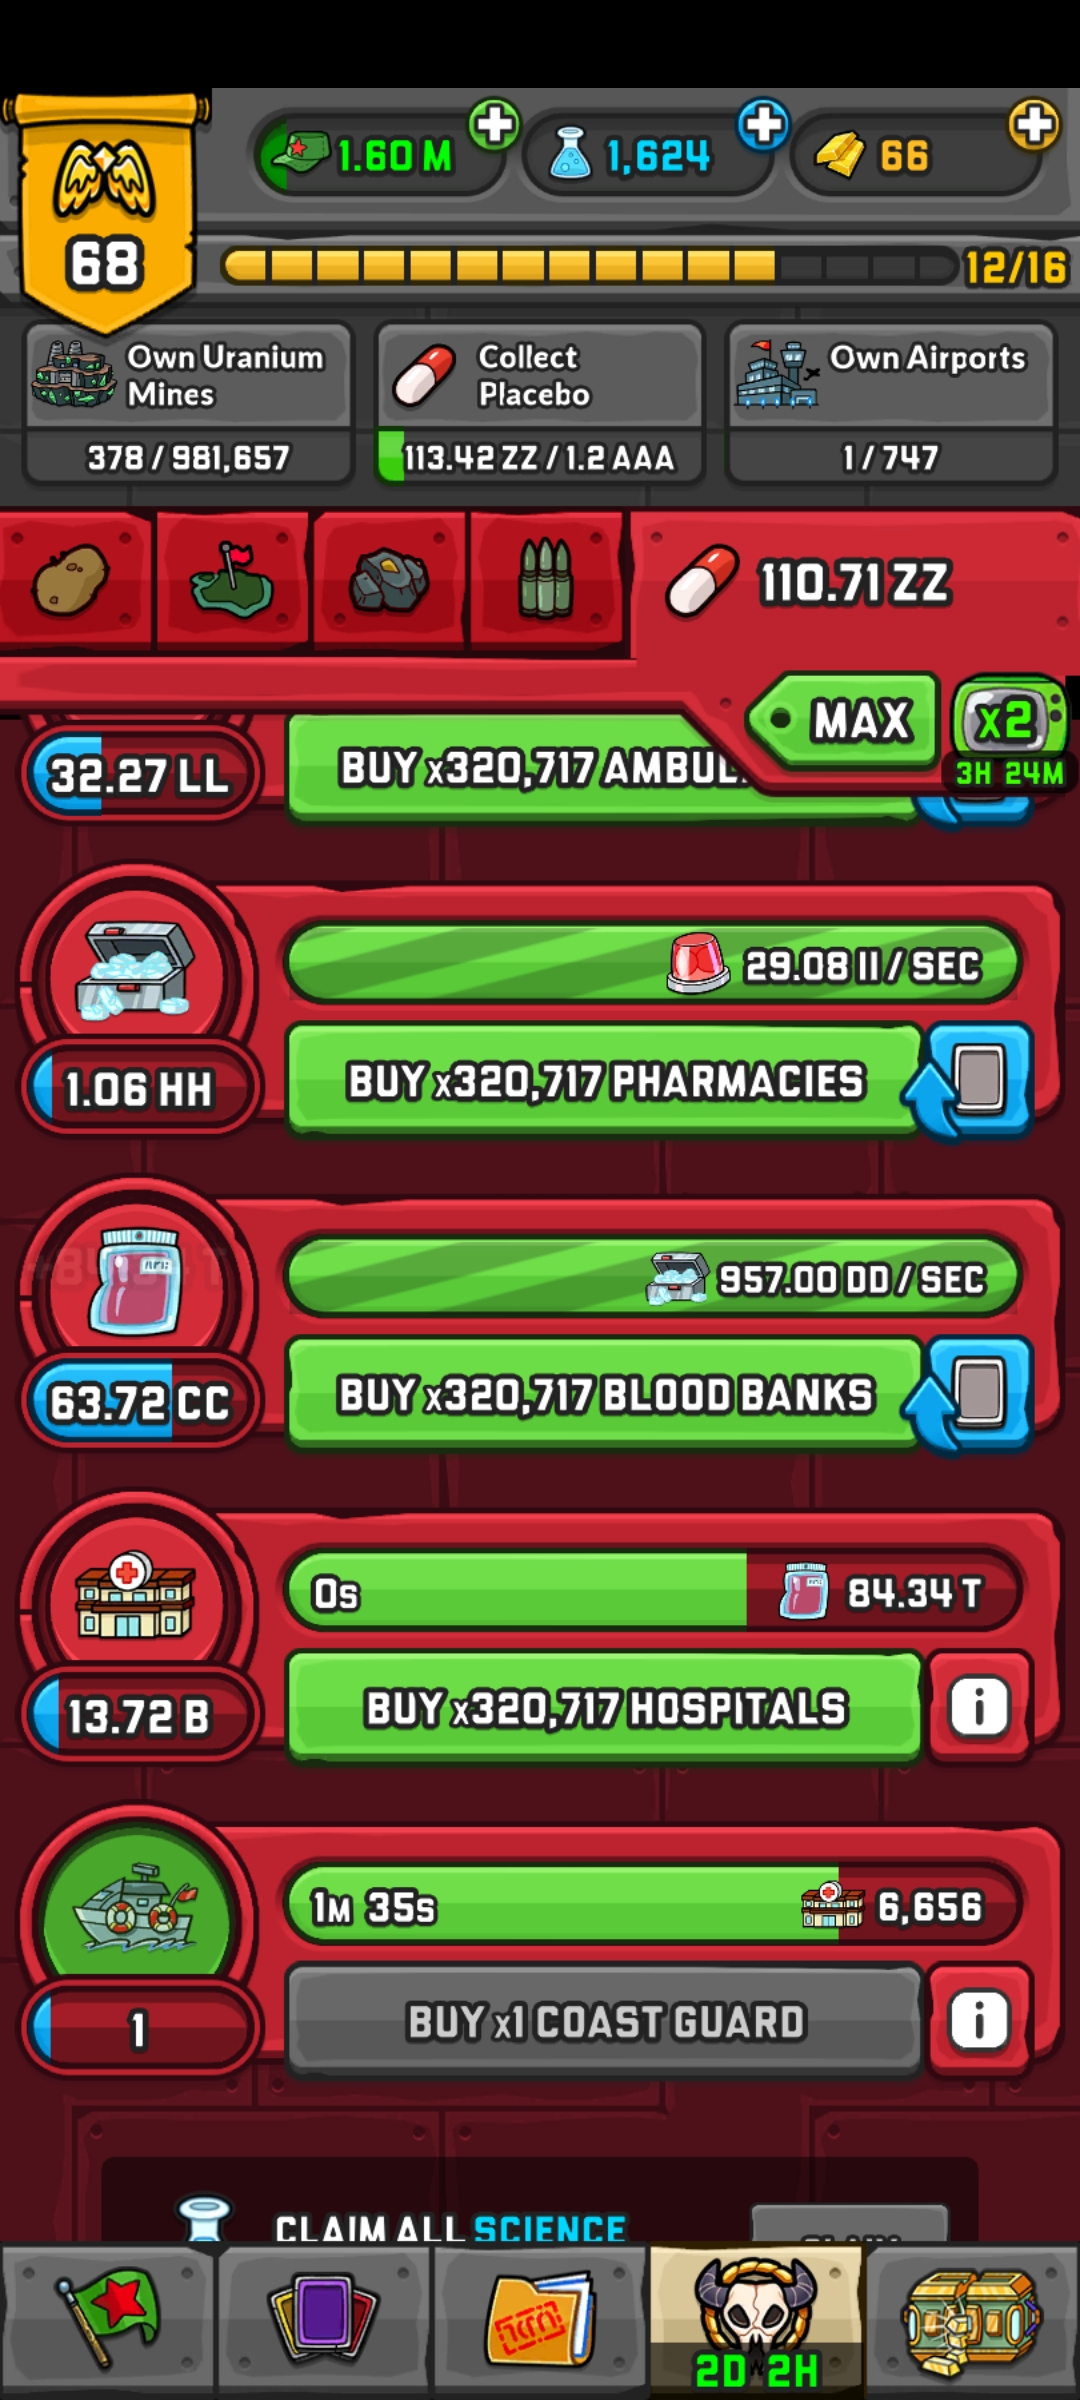 68
1.60 M
1,624
66
12/16
Own Uranium
Mines
378 / 981,657
Collect
Placebo
113.42 ZZ / 1.2 AAA
Own Airports
1 / 747
110.71 ZZ
MAX
x2
3H 24M
32.27 LL
BUY x320,717 AMBUL
29.08 II / SEC
1.06 HH
BUY x320,717 PHARMACIES
957.00 DD / SEC
63.72 CC
BUY x320,717 BLOOD BANKS
0s
84.34 T
13.72 B
BUY x320,717 HOSPITALS
i
1M 35s
6,656
1
BUY x1 COAST GUARD
i
CLAIM ALL SCIENCE
2D 2H